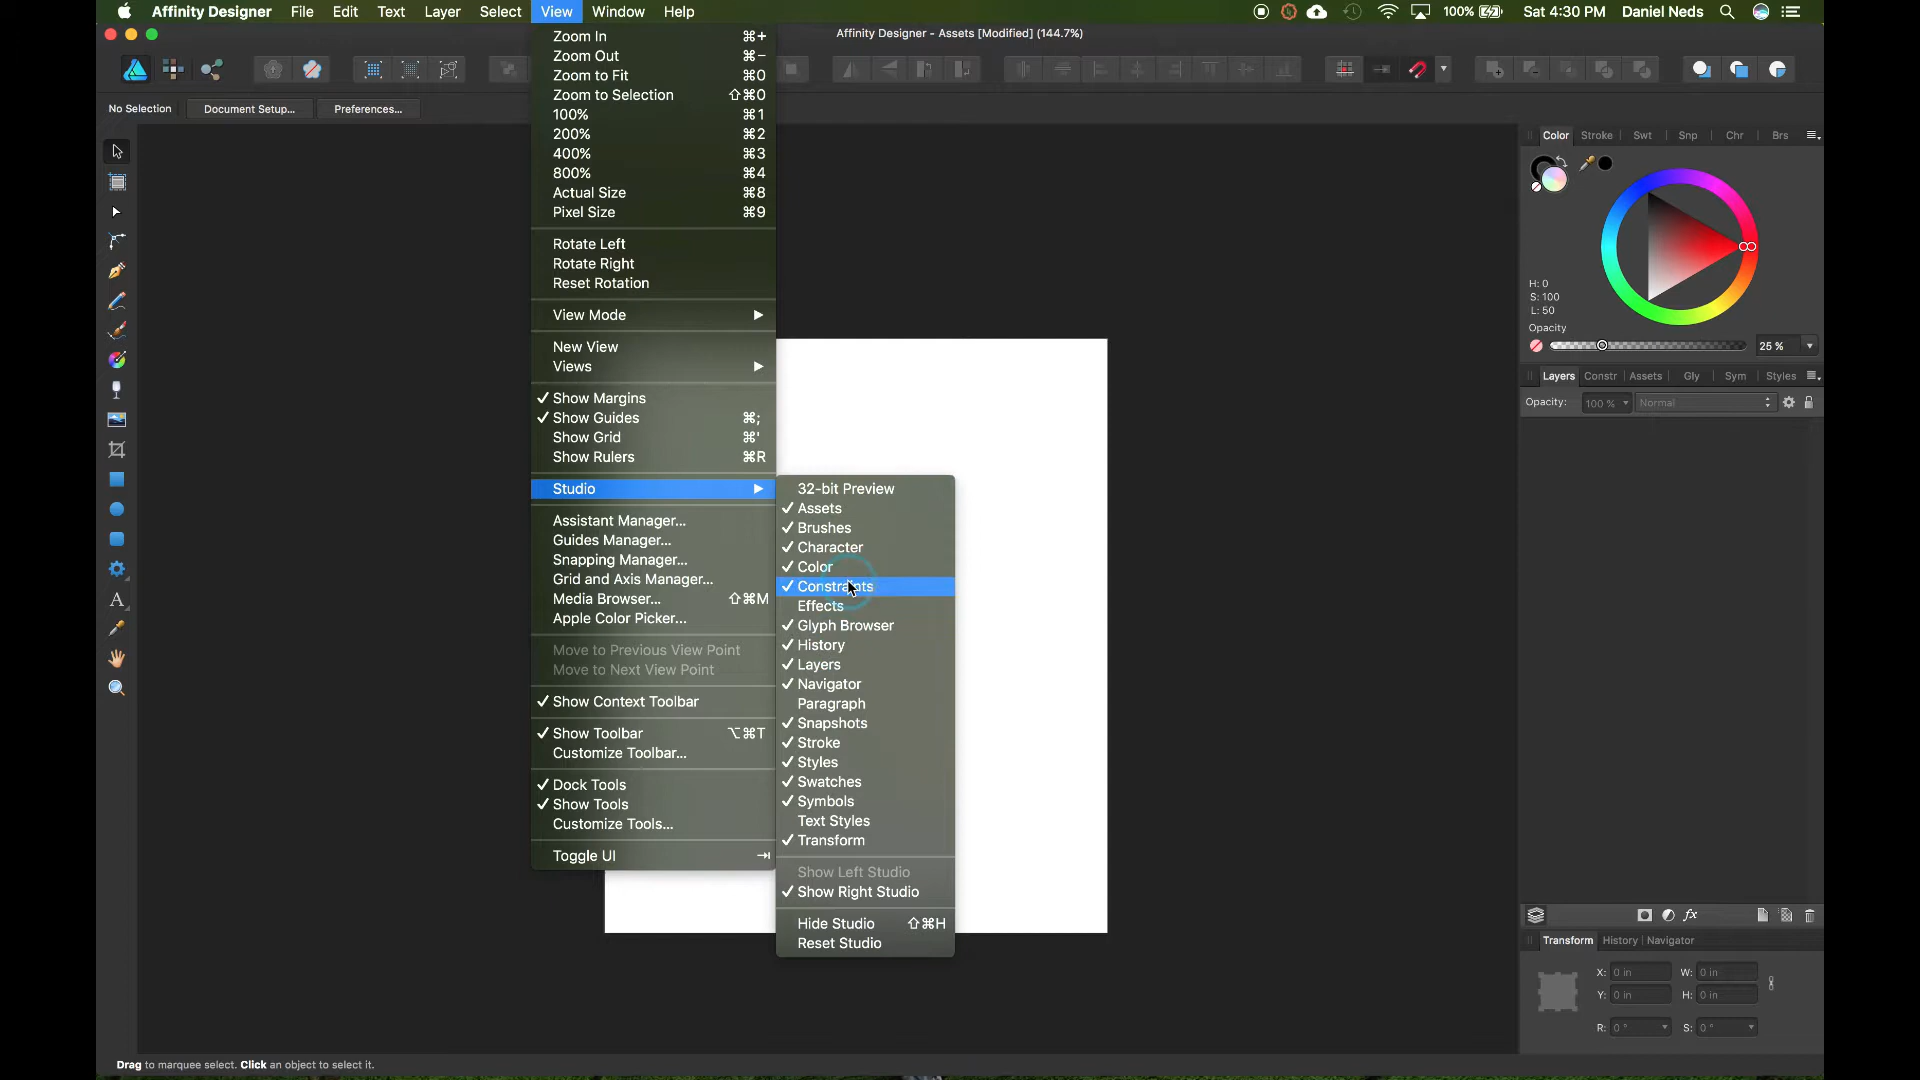 Affinity Designer File Edit Text Layer Select View Window Help 100% Sat 4:30 PM Daniel Neds
Affinity Designer - Assets [Modified] (144.7%)
No Selection Document Setup... Preferences...
Zoom In ⌘+
Zoom Out ⌘−
Zoom to Fit ⌘0
Zoom to Selection ⇧⌘0
100% ⌘1
200% ⌘2
400% ⌘3
800% ⌘4
Actual Size ⌘8
Pixel Size ⌘9
Rotate Left
Rotate Right
Reset Rotation
View Mode
New View
Views
Show Margins
Show Guides ⌘;
Show Grid ⌘'
Show Rulers ⌘R
Studio
Assistant Manager...
Guides Manager...
Snapping Manager...
Grid and Axis Manager...
Media Browser... ⇧⌘M
Apple Color Picker...
Move to Previous View Point
Move to Next View Point
Show Context Toolbar
Show Toolbar ⌥⌘T
Customize Toolbar...
Dock Tools
Show Tools
Customize Tools...
Toggle UI ⇥
32-bit Preview
Assets
Brushes
Character
Color
Constraints
Effects
Glyph Browser
History
Layers
Navigator
Paragraph
Snapshots
Stroke
Styles
Swatches
Symbols
Text Styles
Transform
Show Left Studio
Show Right Studio
Hide Studio ⇧⌘H
Reset Studio
Color Stroke Swt Snp Chr Brs
H: 0
S: 100
L: 50
Opacity
25 %
Layers Constr Assets Gly Sym Styles
Opacity: 100 % Normal
fx
Transform History Navigator
X: 0 in W: 0 in
Y: 0 in H: 0 in
R: 0 ° S: 0 °
Drag to marquee select. Click an object to select it.